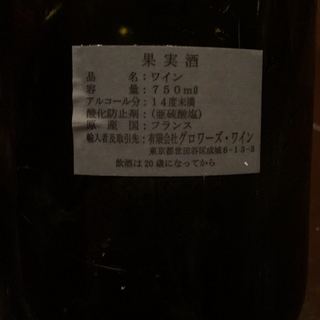 果実酒
品名：ワイン
容量：750ml
アルコール分：14度未満
酸化防止剤：(亜硫酸塩)
原産国：フランス
輸入者及取引先：有限会社グロワーズ・ワイン
東京都世田谷区成城6-13-3
飲酒は20歳になってから